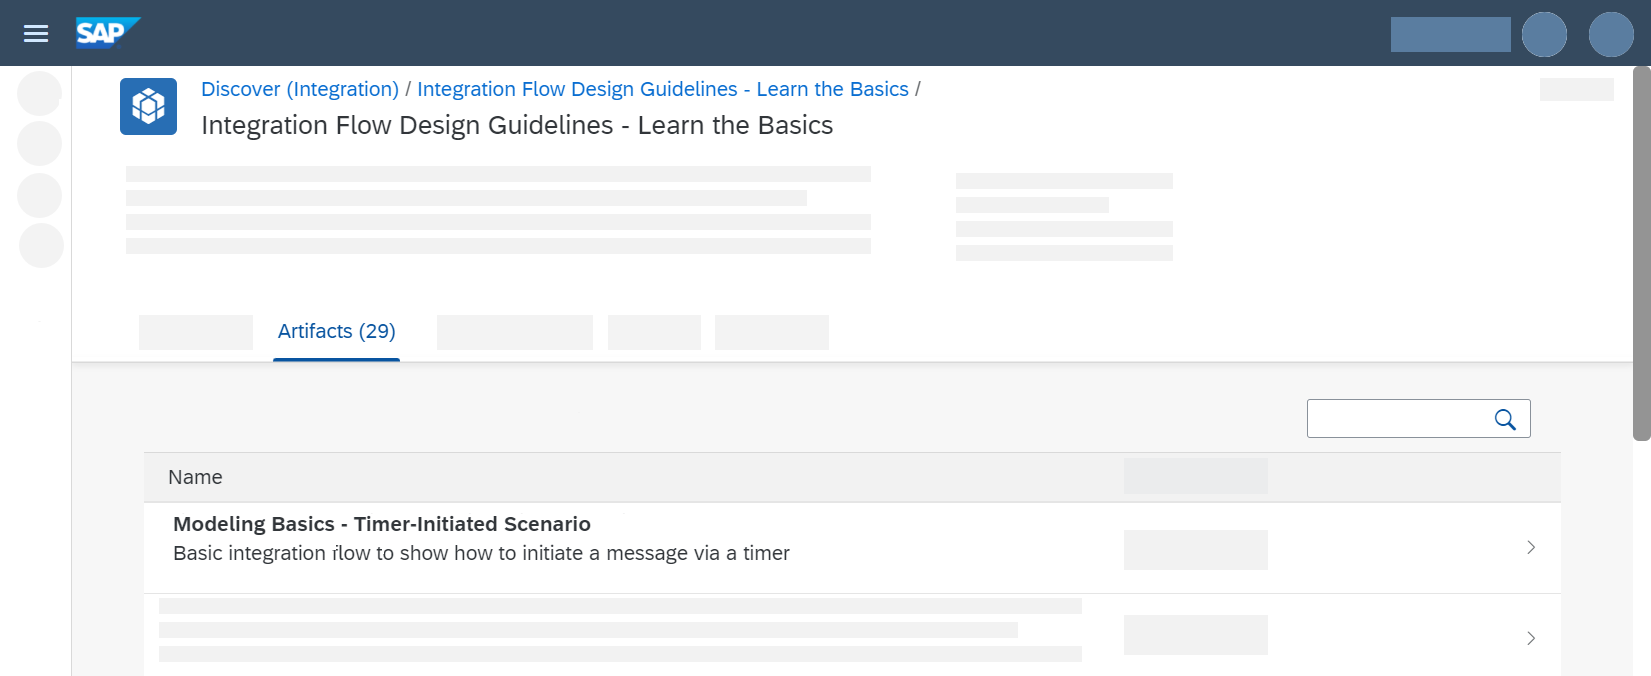 SAP
Discover (Integration) / Integration Flow Design Guidelines - Learn the Basics /
Integration Flow Design Guidelines - Learn the Basics
Artifacts (29)
Name
Modeling Basics - Timer-Initiated Scenario
Basic integration flow to show how to initiate a message via a timer